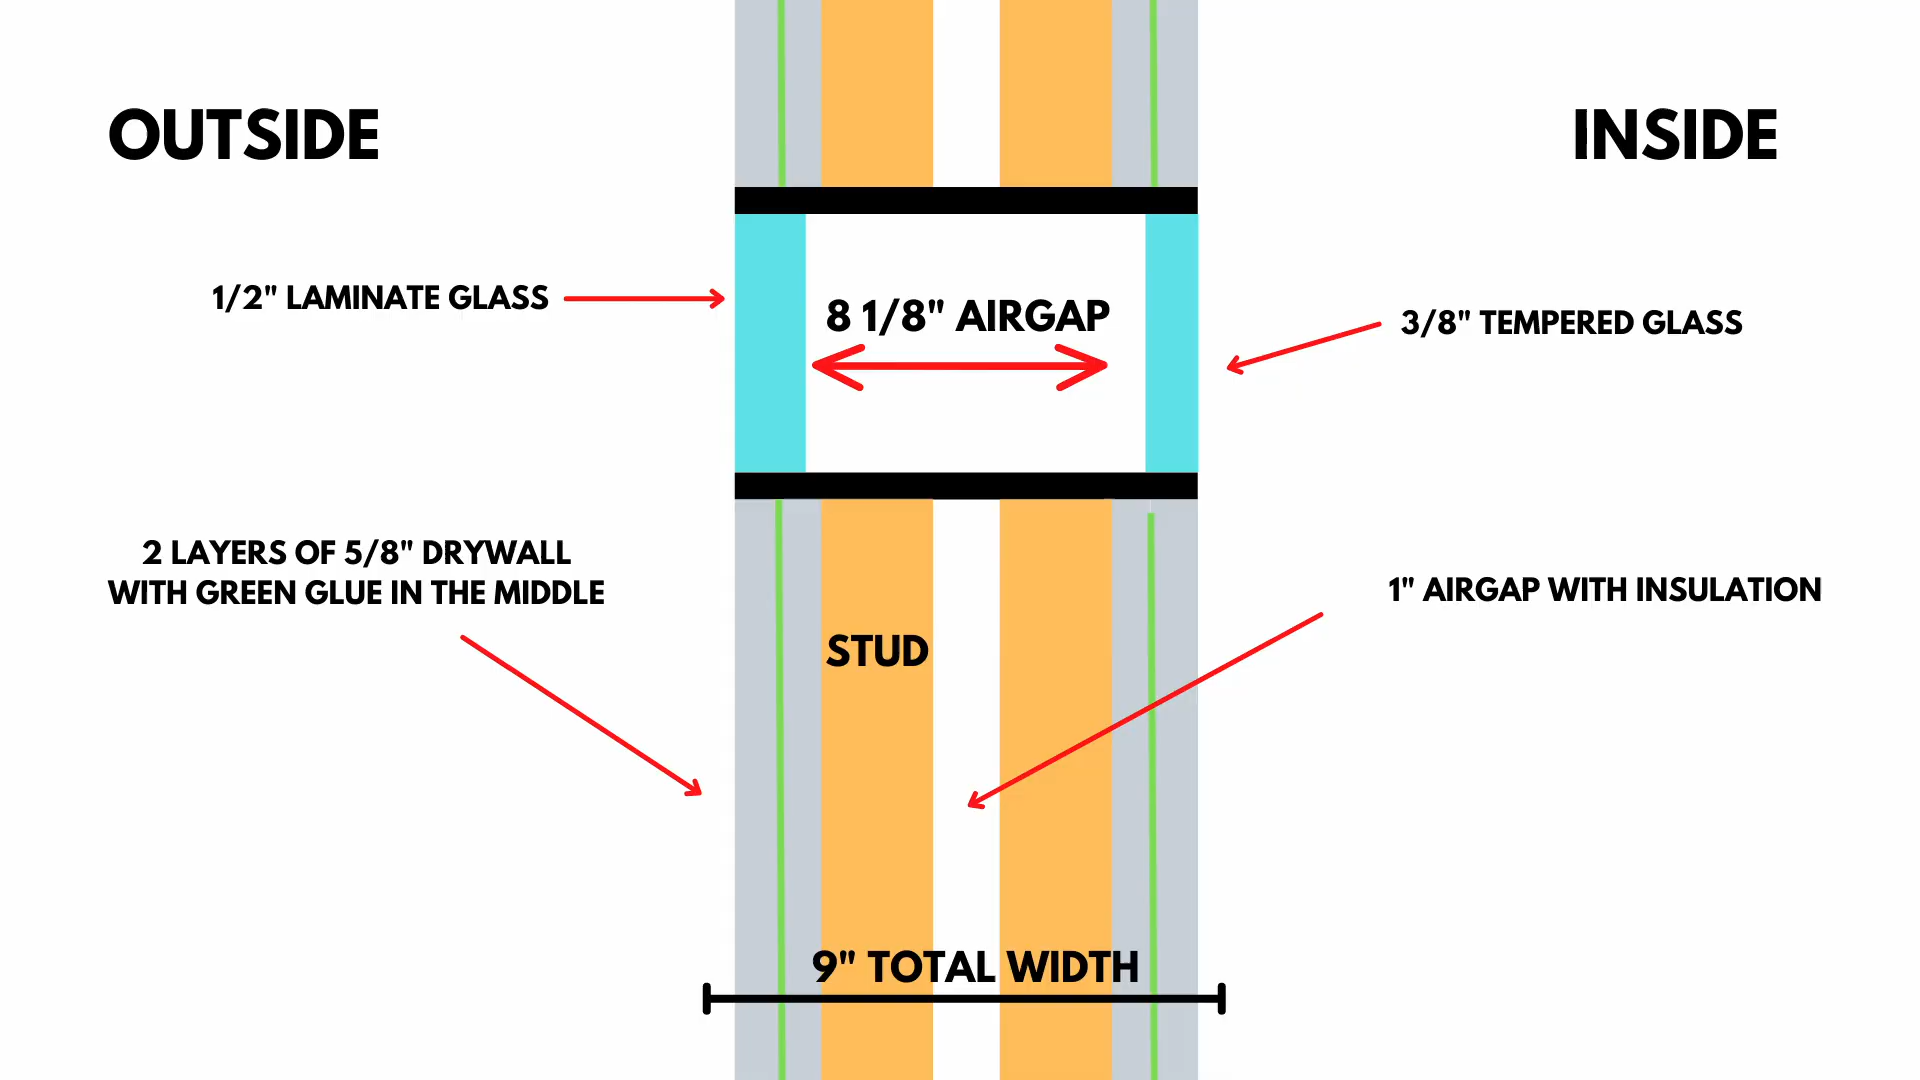 OUTSIDE
INSIDE
1/2" LAMINATE GLASS
8 1/8" AIRGAP
3/8" TEMPERED GLASS
2 LAYERS OF 5/8" DRYWALL
WITH GREEN GLUE IN THE MIDDLE
1" AIRGAP WITH INSULATION
STUD
9" TOTAL WIDTH